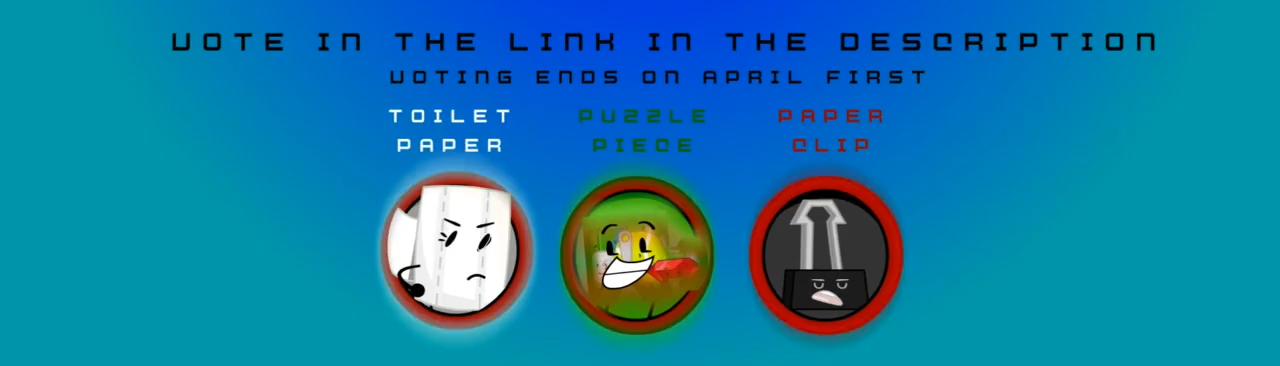 VOTE IN THE LINK IN THE DESCRIPTION
VOTING ENDS ON APRIL FIRST
TOILET
PAPER
PUZZLE
PIECE
PAPER
CLIP